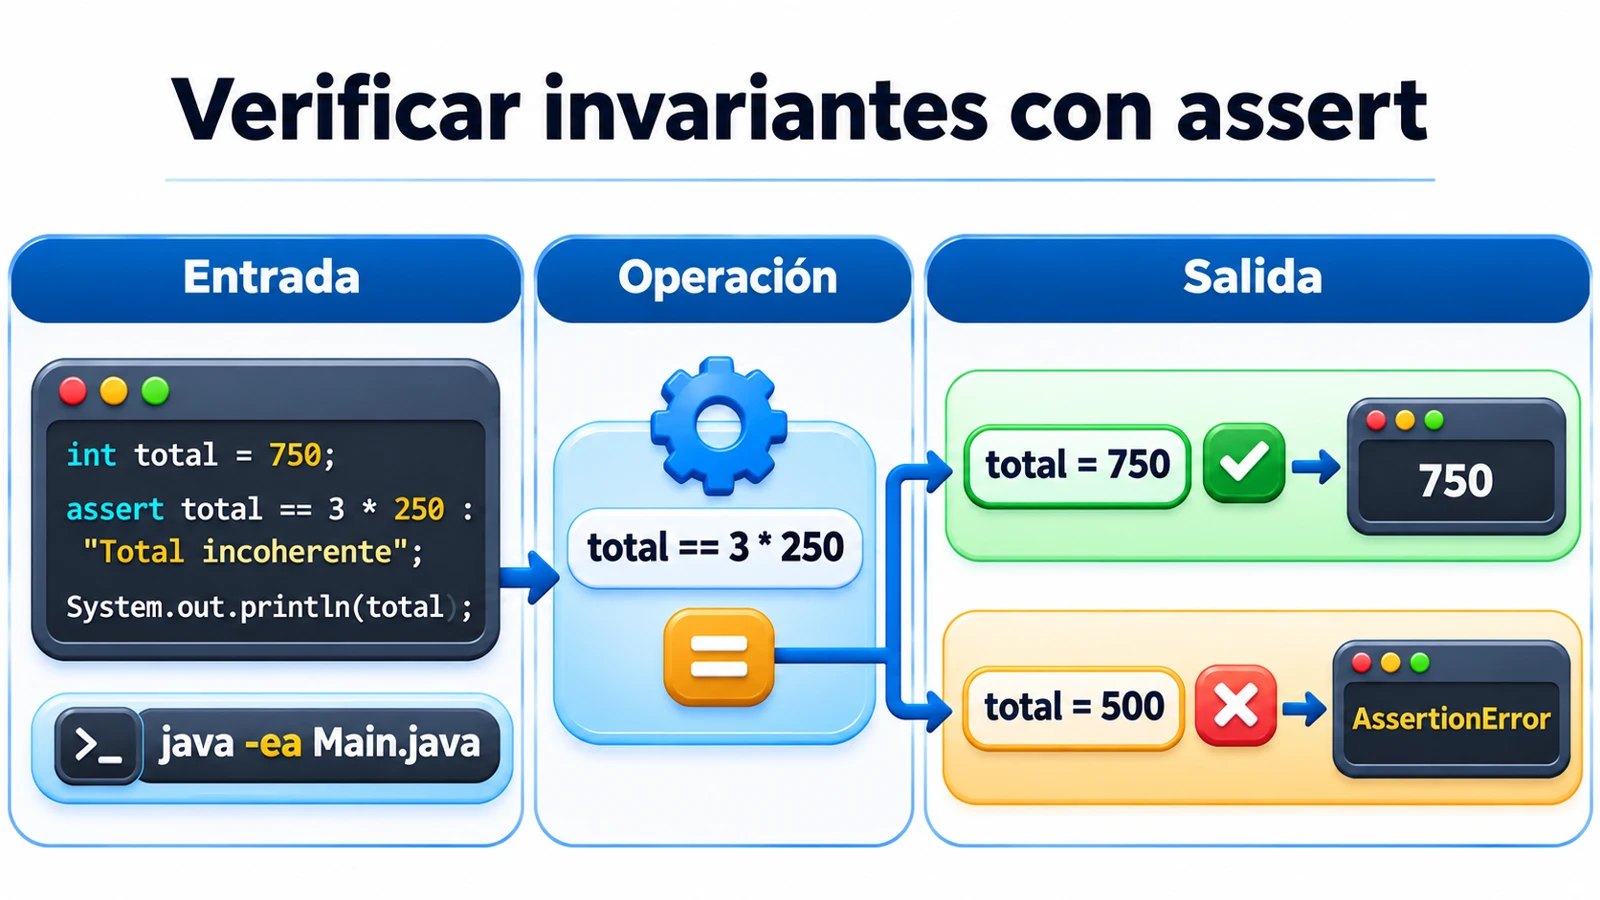 Verificar invariantes con assert
Entrada
int total = 750;
assert total == 3 * 250 :
"Total incoherente";
System.out.println(total);
>_ java -ea Main.java
Operación
total == 3 * 250
=
Salida
total = 750
750
total = 500
AssertionError